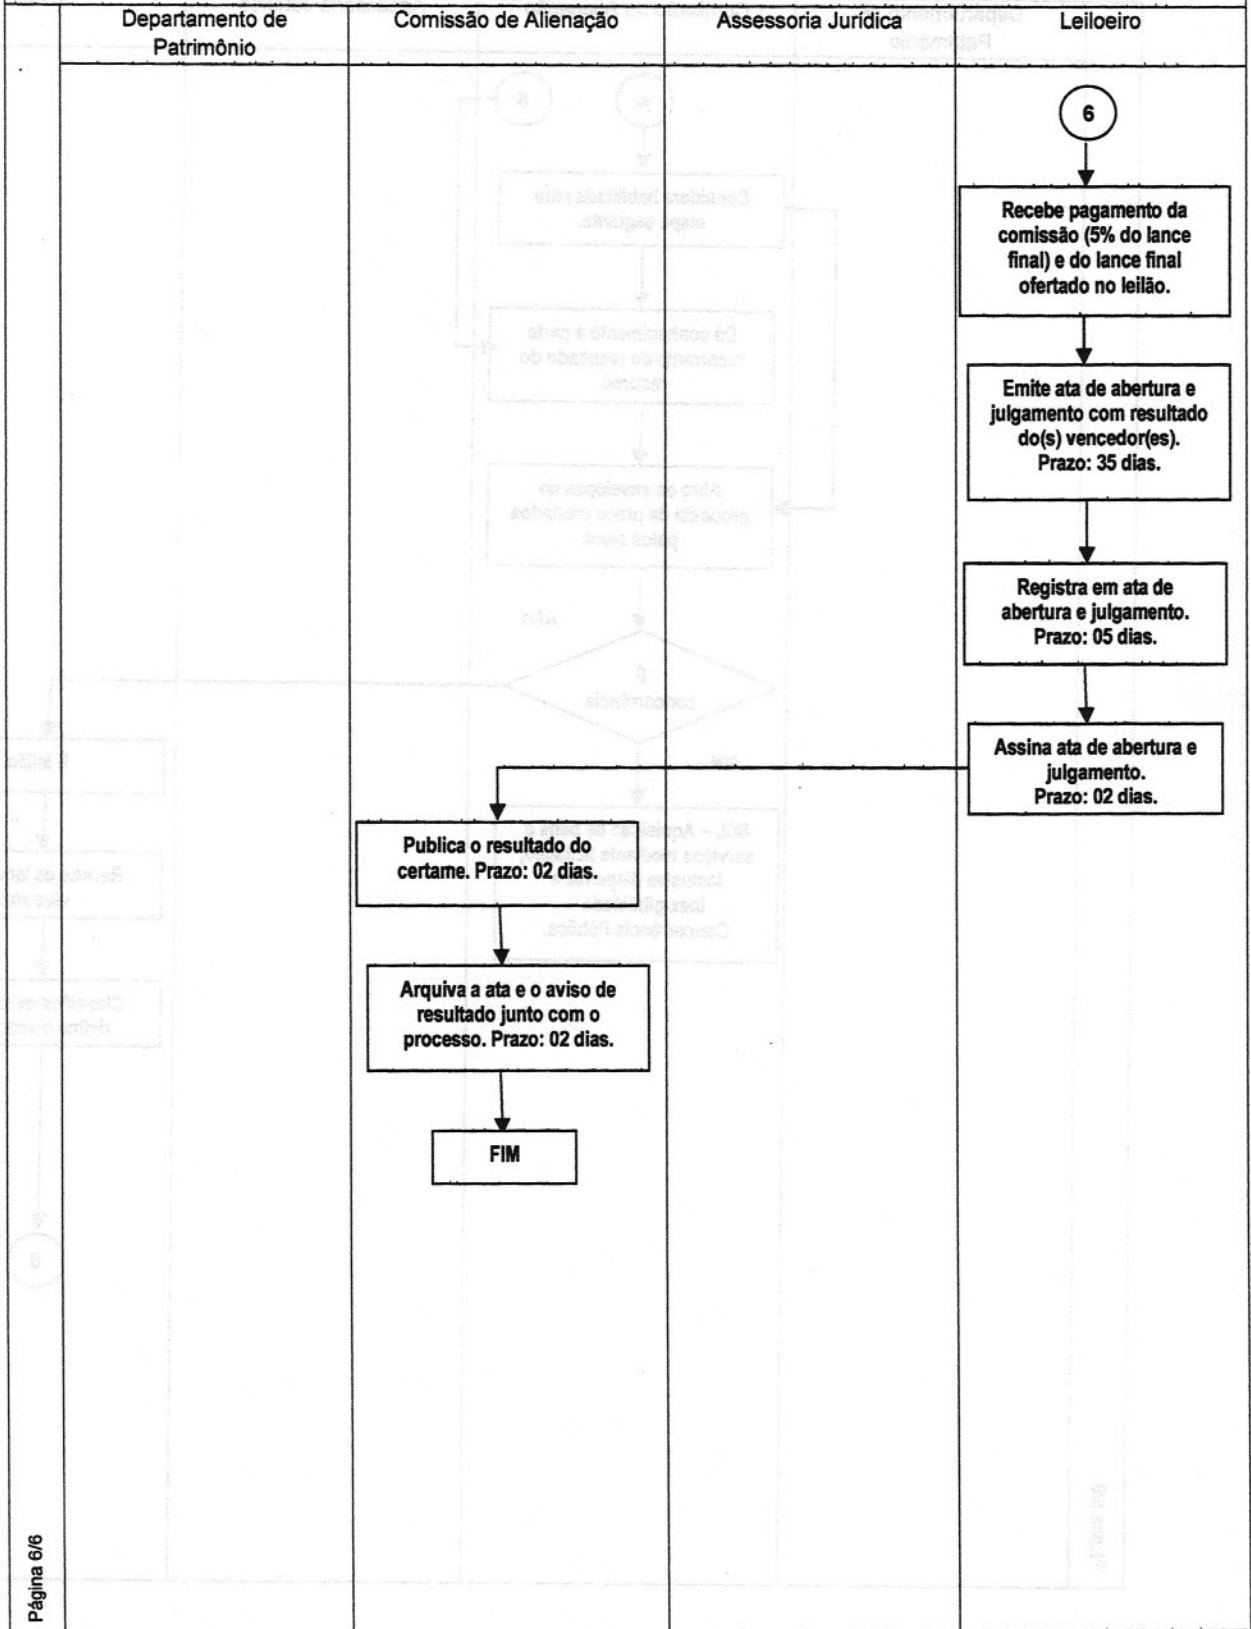 Departamento de
Patrimônio
Comissão de Alienação
Assessoria Jurídica
Leiloeiro
6
Recebe pagamento da
comissão (5% do lance
final) e do lance final
ofertado no leilão.
Emite ata de abertura e
julgamento com resultado
do(s) vencedor(es).
Prazo: 35 dias.
Registra em ata de
abertura e julgamento.
Prazo: 05 dias.
Assina ata de abertura e
julgamento.
Prazo: 02 dias.
Publica o resultado do
certame. Prazo: 02 dias.
Arquiva a ata e o aviso de
resultado junto com o
processo. Prazo: 02 dias.
FIM
Página 6/6